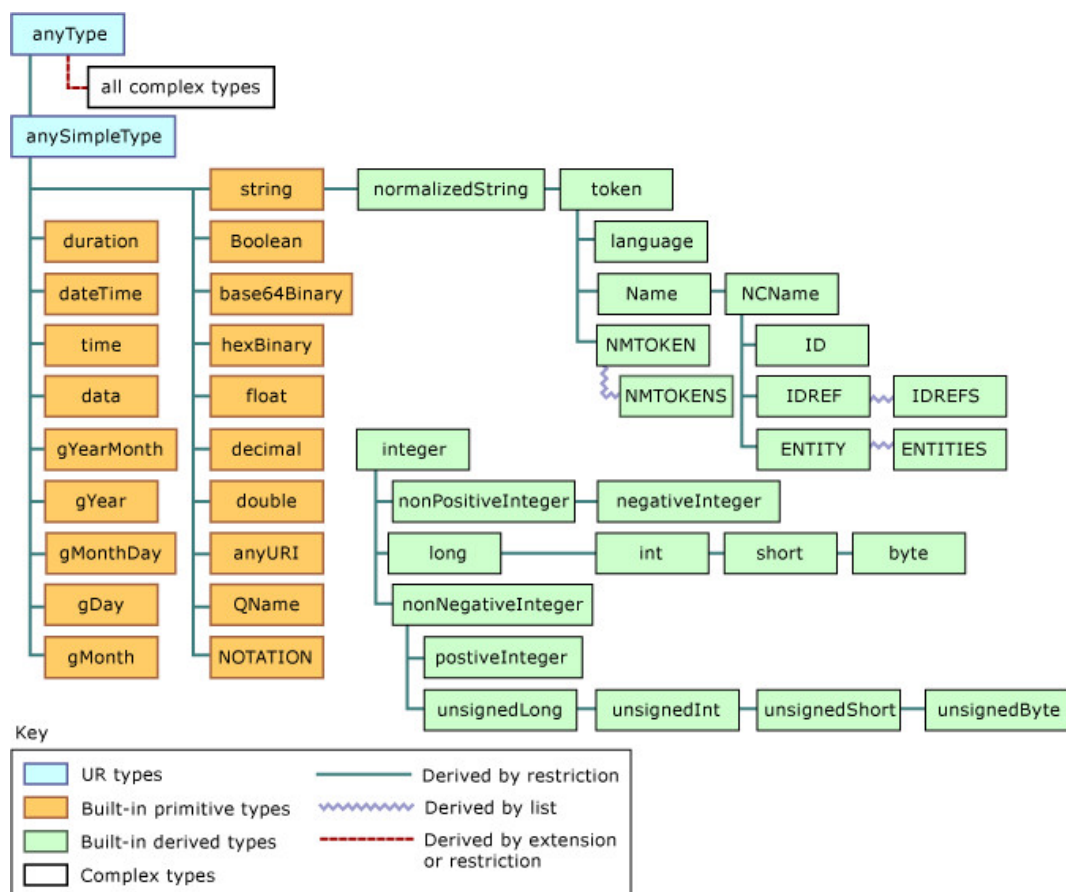 anyType
all complex types
anySimpleType
string
normalizedString
token
duration
Boolean
language
dateTime
base64Binary
Name
NCName
time
hexBinary
NMTOKEN
ID
data
float
NMTOKENS
IDREF
IDREFS
gYearMonth
decimal
integer
ENTITY
ENTITIES
gYear
double
nonPositiveInteger
negativeInteger
gMonthDay
anyURI
long
int
short
byte
gDay
QName
nonNegativeInteger
gMonth
NOTATION
postiveInteger
unsignedLong
unsignedInt
unsignedShort
unsignedByte
Key
UR types
Built-in primitive types
Built-in derived types
Complex types
Derived by restriction
Derived by list
Derived by extension
or restriction